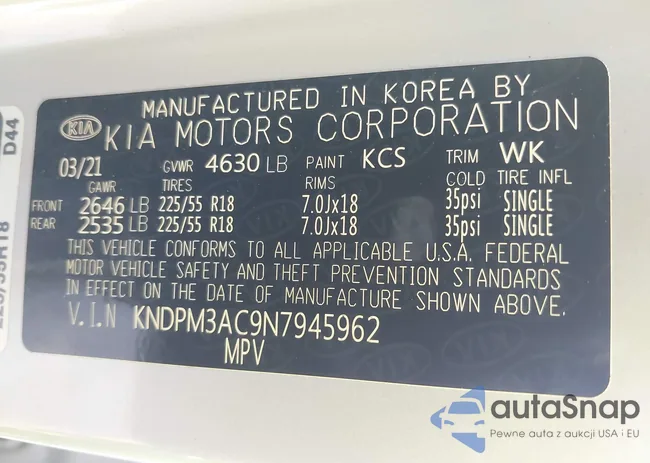 MANUFACTURED IN KOREA BY
KIA KIA MOTORS CORPORATION
03/21 GVWR 4630 LB PAINT KCS TRIM WK
GAWR TIRES RIMS COLD TIRE INFL
FRONT 2646 LB 225/55 R18 7.0Jx18 35psi SINGLE
REAR 2535 LB 225/55 R18 7.0Jx18 35psi SINGLE
THIS VEHICLE CONFORMS TO ALL APPLICABLE U.S.A. FEDERAL
MOTOR VEHICLE SAFETY AND THEFT PREVENTION STANDARDS
IN EFFECT ON THE DATE OF MANUFACTURE SHOWN ABOVE.
V.I.N KNDPM3AC9N7945962
MPV
D44
autaSnap
Pewne auta z aukcji USA i EU